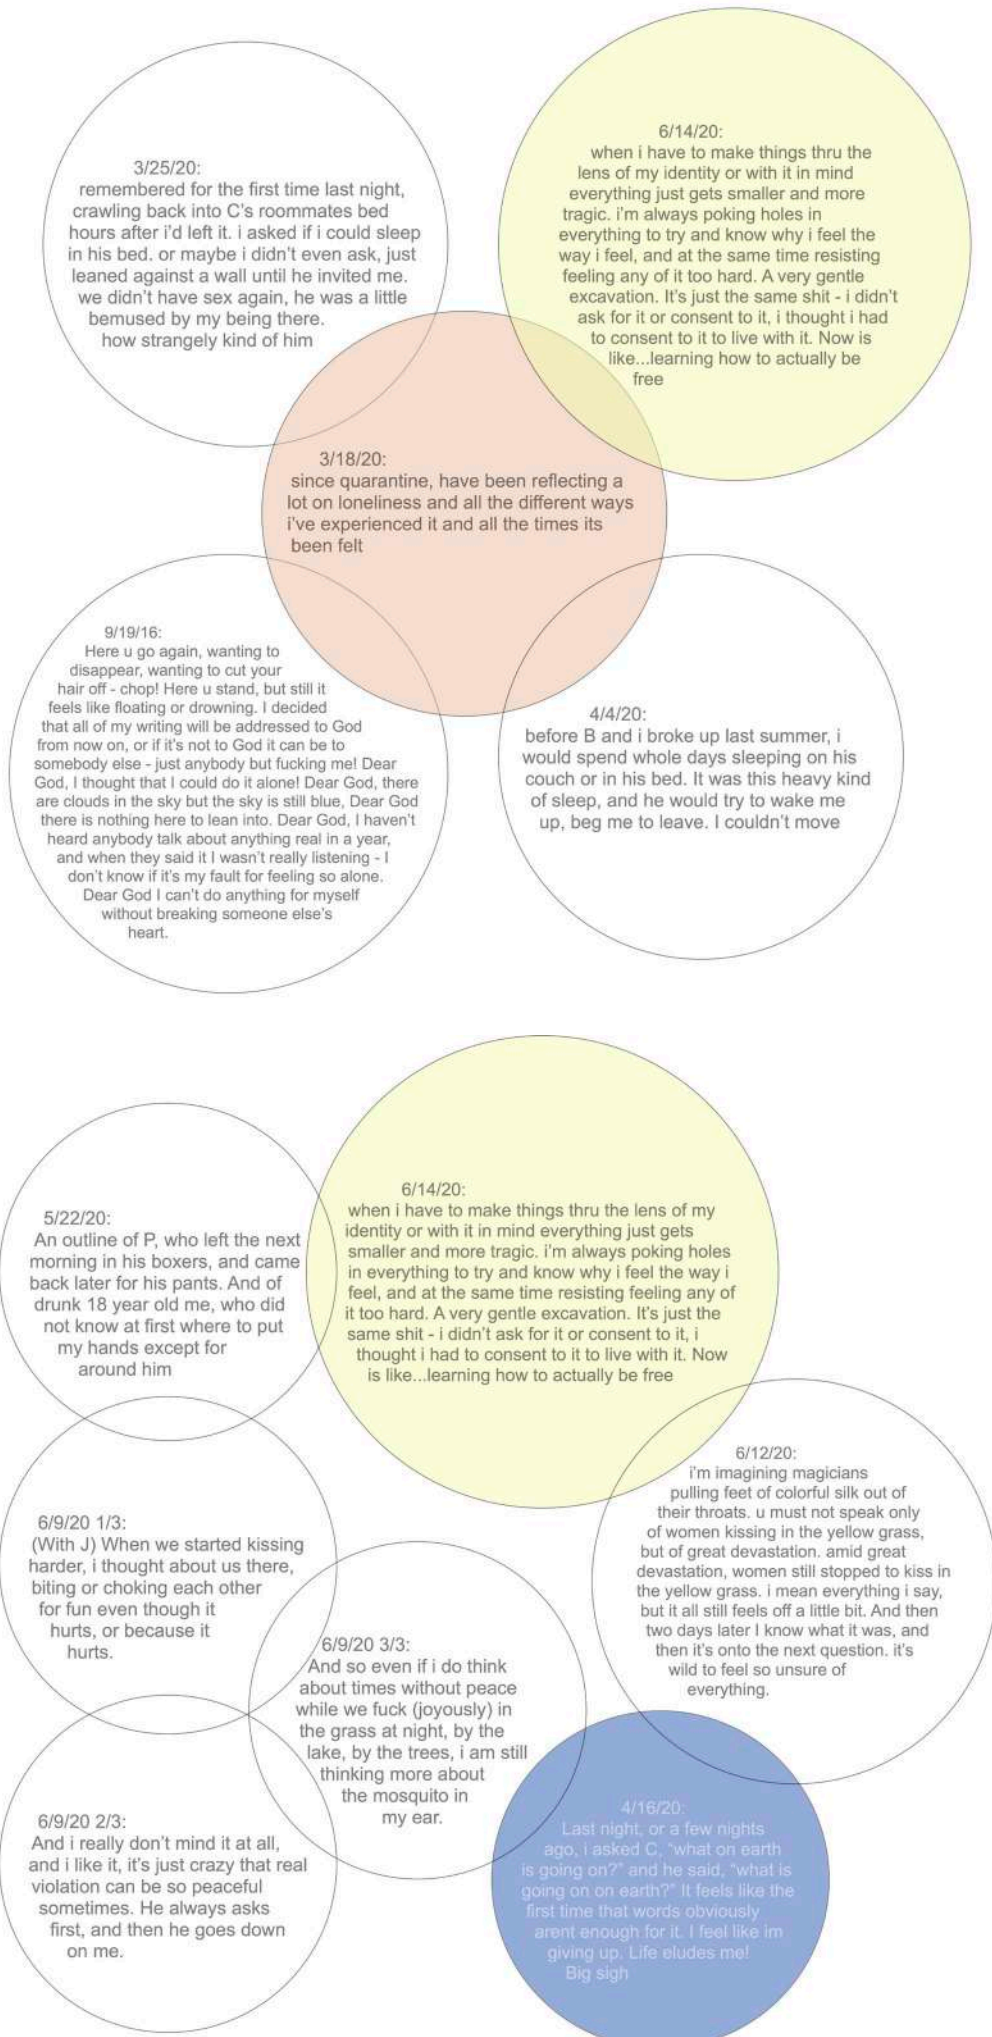 3/25/20:
remembered for the first time last night,
crawling back into C's roommates bed
hours after i'd left it. i asked if i could sleep
in his bed. or maybe i didn't even ask, just
leaned against a wall until he invited me.
we didn't have sex again, he was a little
bemused by my being there.
how strangely kind of him
6/14/20:
when i have to make things thru the
lens of my identity or with it in mind
everything just gets smaller and more
tragic. i'm always poking holes in
everything to try and know why i feel the
way i feel, and at the same time resisting
feeling any of it too hard. A very gentle
excavation. It's just the same shit - i didn't
ask for it or consent to it, i thought i had
to consent to it to live with it. Now is
like...learning how to actually be
free
3/18/20:
since quarantine, have been reflecting a
lot on loneliness and all the different ways
i've experienced it and all the times its
been felt
9/19/16:
Here u go again, wanting to
disappear, wanting to cut your
hair off - chop! Here u stand, but still it
feels like floating or drowning. I decided
that all of my writing will be addressed to God
from now on, or if it's not to God it can be to
somebody else - just anybody but fucking me! Dear
God, I thought that I could do it alone! Dear God, there
are clouds in the sky but the sky is still blue, Dear God
there is nothing here to lean into. Dear God, I haven't
heard anybody talk about anything real in a year,
and when they said it I wasn't really listening - I
don't know if it's my fault for feeling so alone.
Dear God I can't do anything for myself
without breaking someone else's
heart.
4/4/20:
before B and i broke up last summer, i
would spend whole days sleeping on his
couch or in his bed. It was this heavy kind
of sleep, and he would try to wake me
up, beg me to leave. I couldn't move
5/22/20:
An outline of P, who left the next
morning in his boxers, and came
back later for his pants. And of
drunk 18 year old me, who did
not know at first where to put
my hands except for
around him
6/14/20:
when i have to make things thru the lens of my
identity or with it in mind everything just gets
smaller and more tragic. i'm always poking holes
in everything to try and know why i feel the way i
feel, and at the same time resisting feeling any of
it too hard. A very gentle excavation. It's just the
same shit - i didn't ask for it or consent to it, i
thought i had to consent to it to live with it. Now
is like...learning how to actually be free
6/12/20:
i'm imagining magicians
pulling feet of colorful silk out of
their throats. u must not speak only
of women kissing in the yellow grass,
but of great devastation. amid great
devastation, women still stopped to kiss in
the yellow grass. i mean everything i say,
but it all still feels off a little bit. And then
two days later I know what it was, and
then it's onto the next question. it's
wild to feel so unsure of
everything.
6/9/20 1/3:
(With J) When we started kissing
harder, i thought about us there,
biting or choking each other
for fun even though it
hurts, or because it
hurts.
6/9/20 3/3:
And so even if i do think
about times without peace
while we fuck (joyously) in
the grass at night, by the
lake, by the trees, i am still
thinking more about
the mosquito in
my ear.
6/9/20 2/3:
And i really don't mind it at all,
and i like it, it's just crazy that real
violation can be so peaceful
sometimes. He always asks
first, and then he goes down
on me.
4/16/20:
Last night, or a few nights
ago, i asked C, "what on earth
is going on?" and he said, "what is
going on on earth?" It feels like the
first time that words obviously
arent enough for it. I feel like im
giving up. Life eludes me!
Big sigh